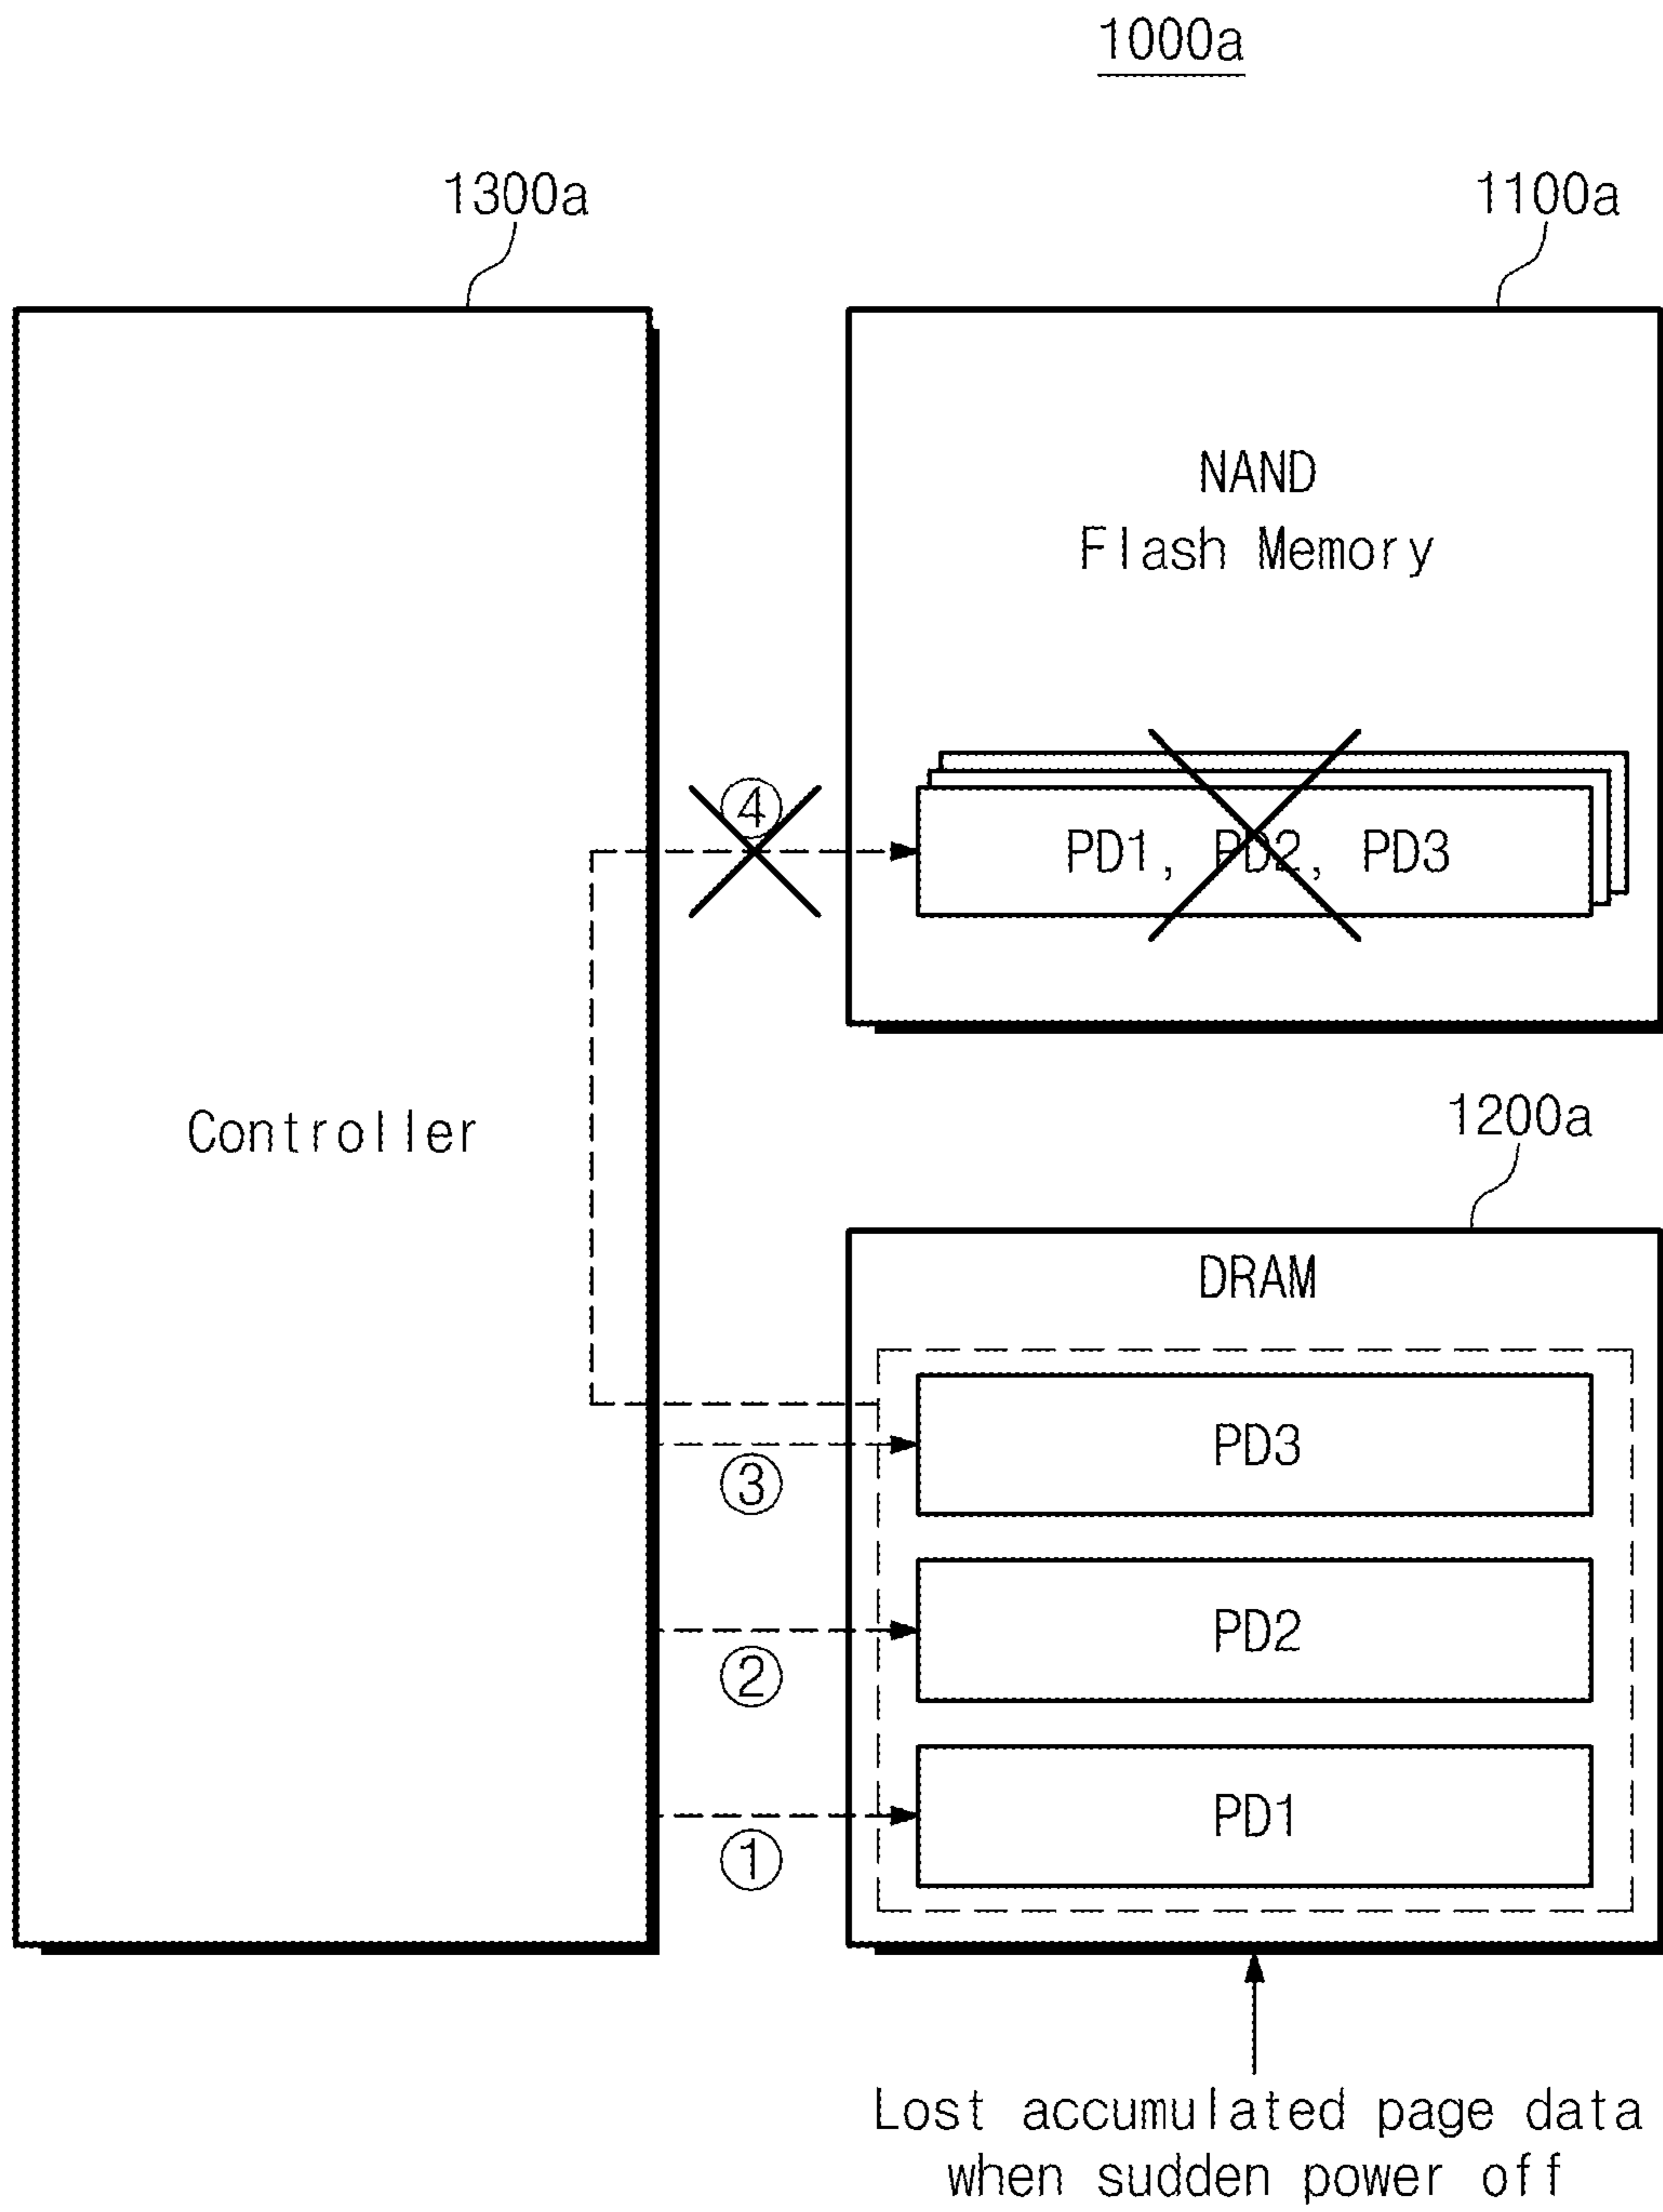 1000a
1300a
1100a
NAND
Flash Memory
④
PD1, PD2, PD3
Controller
1200a
DRAM
PD3
③
PD2
②
PD1
①
Lost accumulated page data
when sudden power off